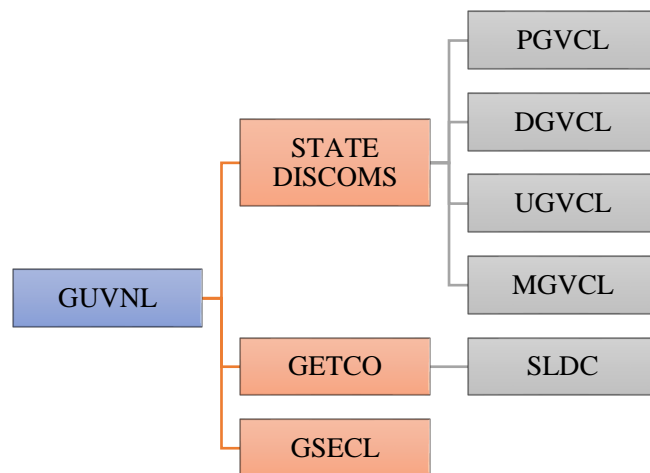 GUVNL
STATE
DISCOMS
PGVCL
DGVCL
UGVCL
MGVCL
GETCO
SLDC
GSECL